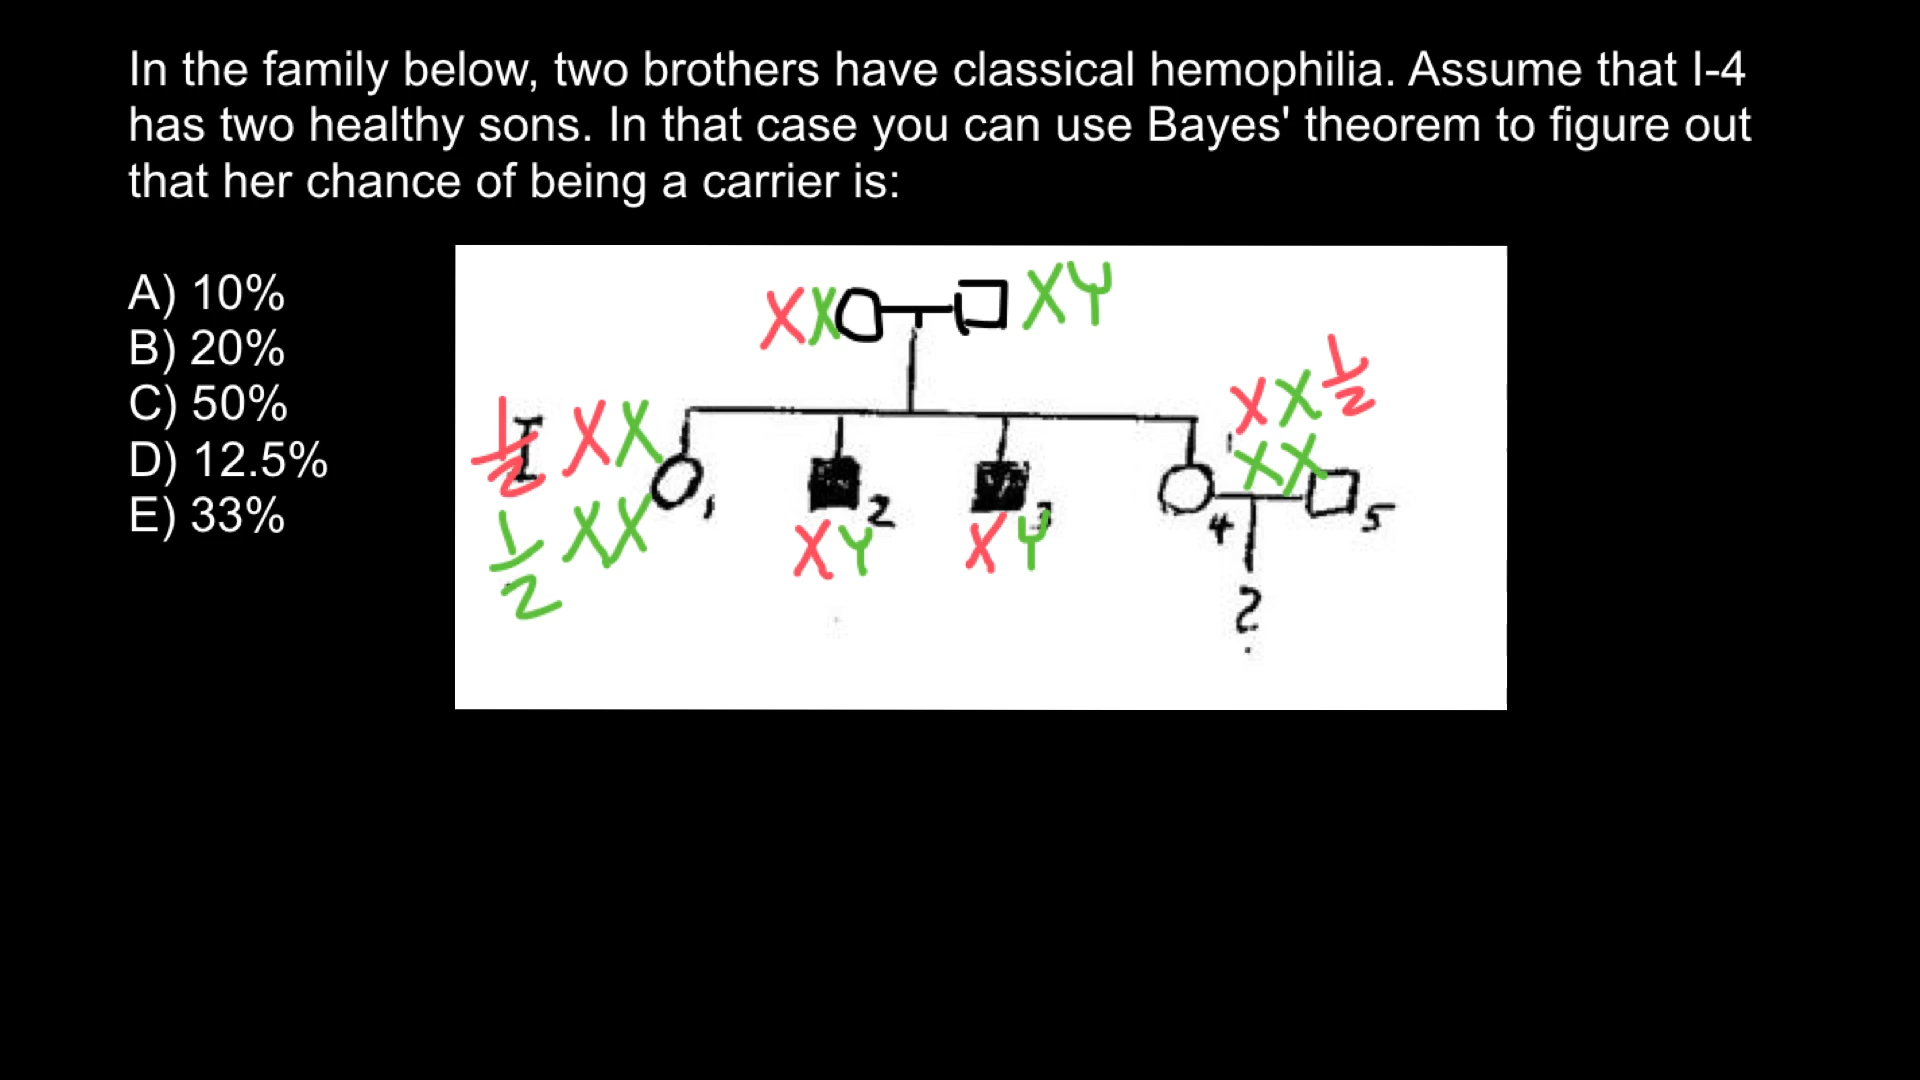 In the family below, two brothers have classical hemophilia. Assume that I-4
has two healthy sons. In that case you can use Bayes' theorem to figure out
that her chance of being a carrier is:
A) 10%
B) 20%
C) 50%
D) 12.5%
E) 33%
XX XY
XX 1/2
1/2 I XX XX
1 2 3 4 5
1/2 XX XY XY
?